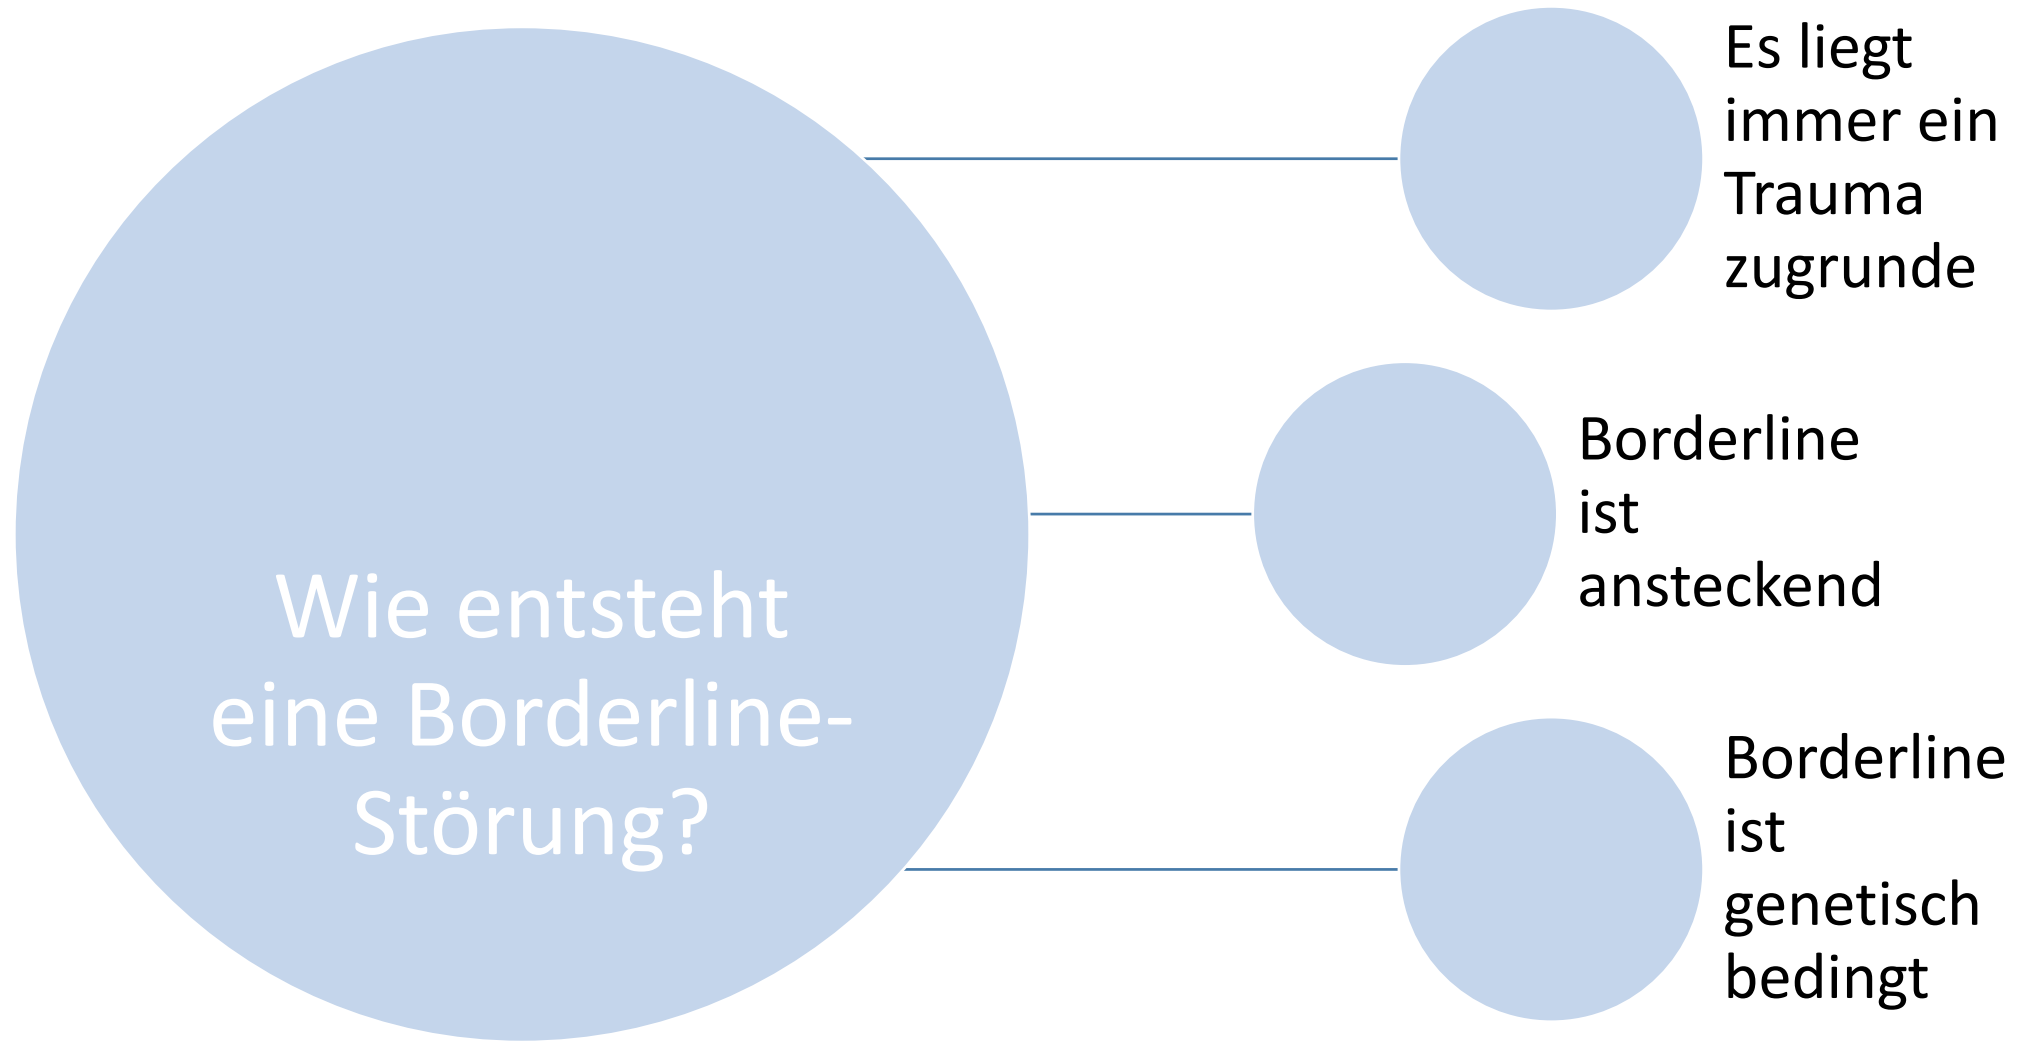 Wie entsteht
eine Borderline-
Störung?
Es liegt
immer ein
Trauma
zugrunde
Borderline
ist
ansteckend
Borderline
ist
genetisch
bedingt